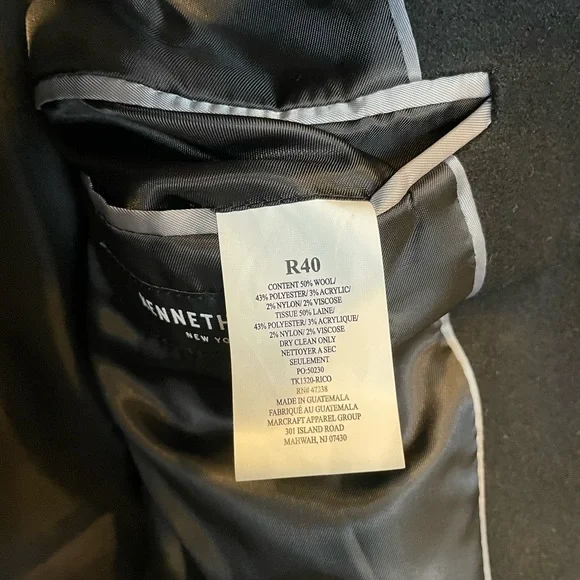 R40
CONTENT 50% WOOL/
43% POLYESTER/ 3% ACRYLIC/
2% NYLON/ 2% VISCOSE
TISSUE 50% LAINE/
43% POLYESTER/ 3% ACRYLIQUE/
2% NYLON/ 2% VISCOSE
DRY CLEAN ONLY
NETTOYER A SEC
SEULEMENT
PO:50230
TK1320-RICO
RN# 47238
MADE IN GUATEMALA
FABRIQUÉ AU GUATEMALA
MARCRAFT APPAREL GROUP
301 ISLAND ROAD
MAHWAH, NJ 07430
KENNETH
NEW YO